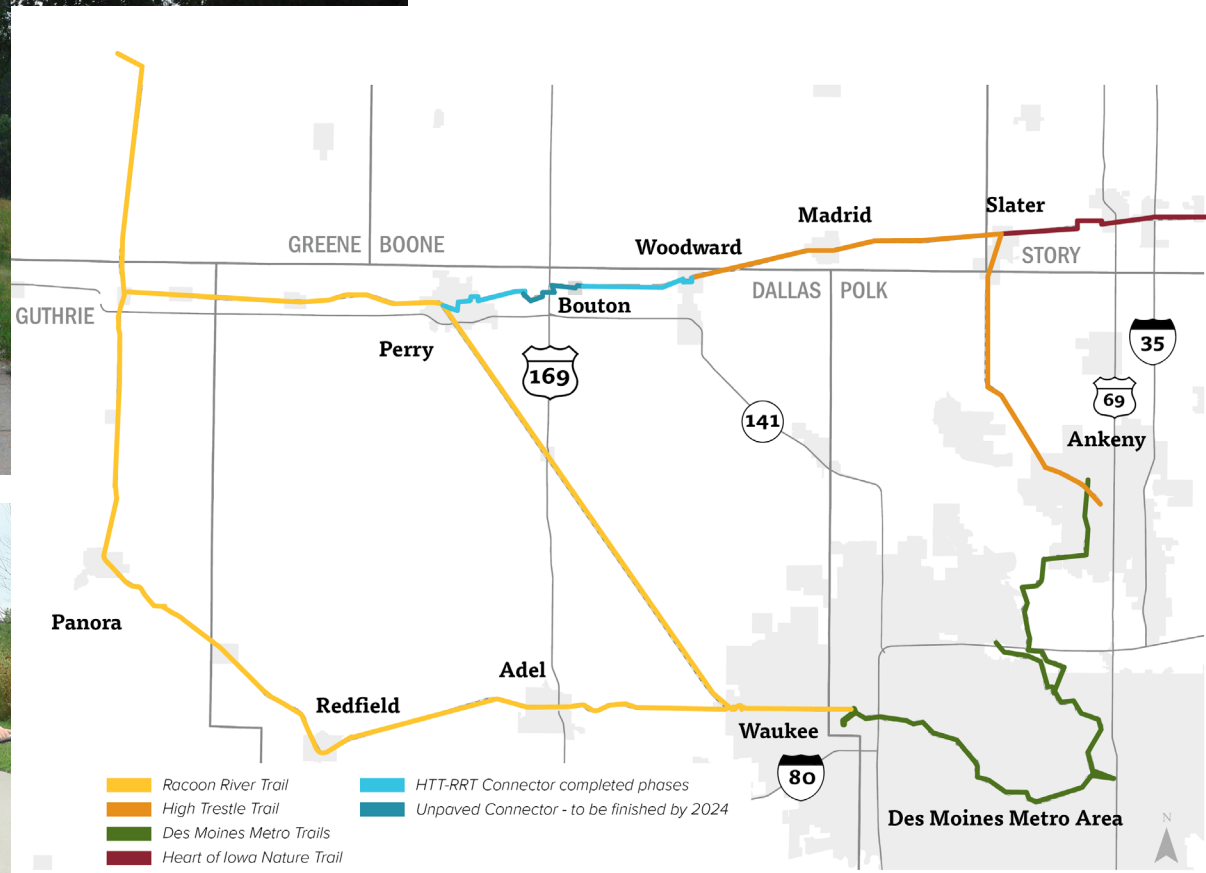 Slater
Madrid
Woodward
GREENE
BOONE
STORY
DALLAS
POLK
GUTHRIE
Bouton
Perry
169
35
69
141
Ankeny
Panora
Adel
Redfield
Waukee
80
Des Moines Metro Area
N
Racoon River Trail
High Trestle Trail
Des Moines Metro Trails
Heart of Iowa Nature Trail
HTT-RRT Connector completed phases
Unpaved Connector - to be finished by 2024